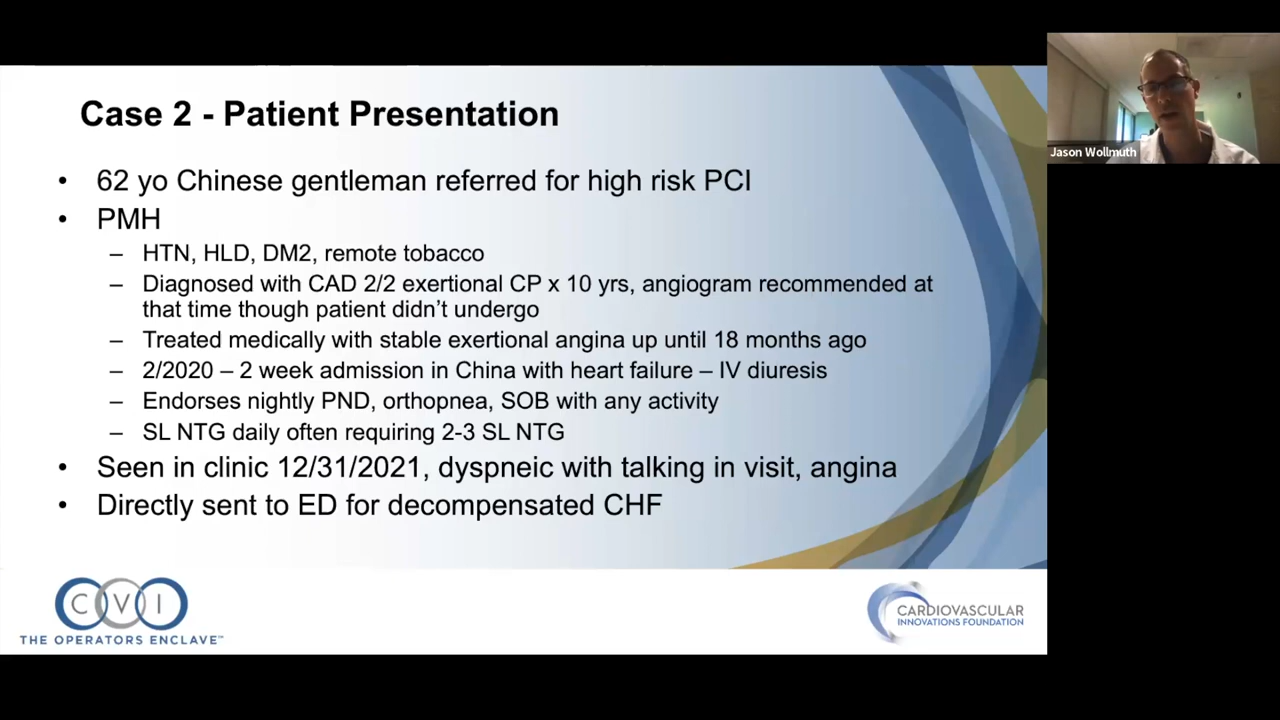 Case 2 - Patient Presentation
• 62 yo Chinese gentleman referred for high risk PCI
• PMH
– HTN, HLD, DM2, remote tobacco
– Diagnosed with CAD 2/2 exertional CP x 10 yrs, angiogram recommended at
that time though patient didn't undergo
– Treated medically with stable exertional angina up until 18 months ago
– 2/2020 – 2 week admission in China with heart failure – IV diuresis
– Endorses nightly PND, orthopnea, SOB with any activity
– SL NTG daily often requiring 2-3 SL NTG
• Seen in clinic 12/31/2021, dyspneic with talking in visit, angina
• Directly sent to ED for decompensated CHF
CVI
THE OPERATORS ENCLAVE™
CARDIOVASCULAR
INNOVATIONS FOUNDATION
Jason Wollmuth